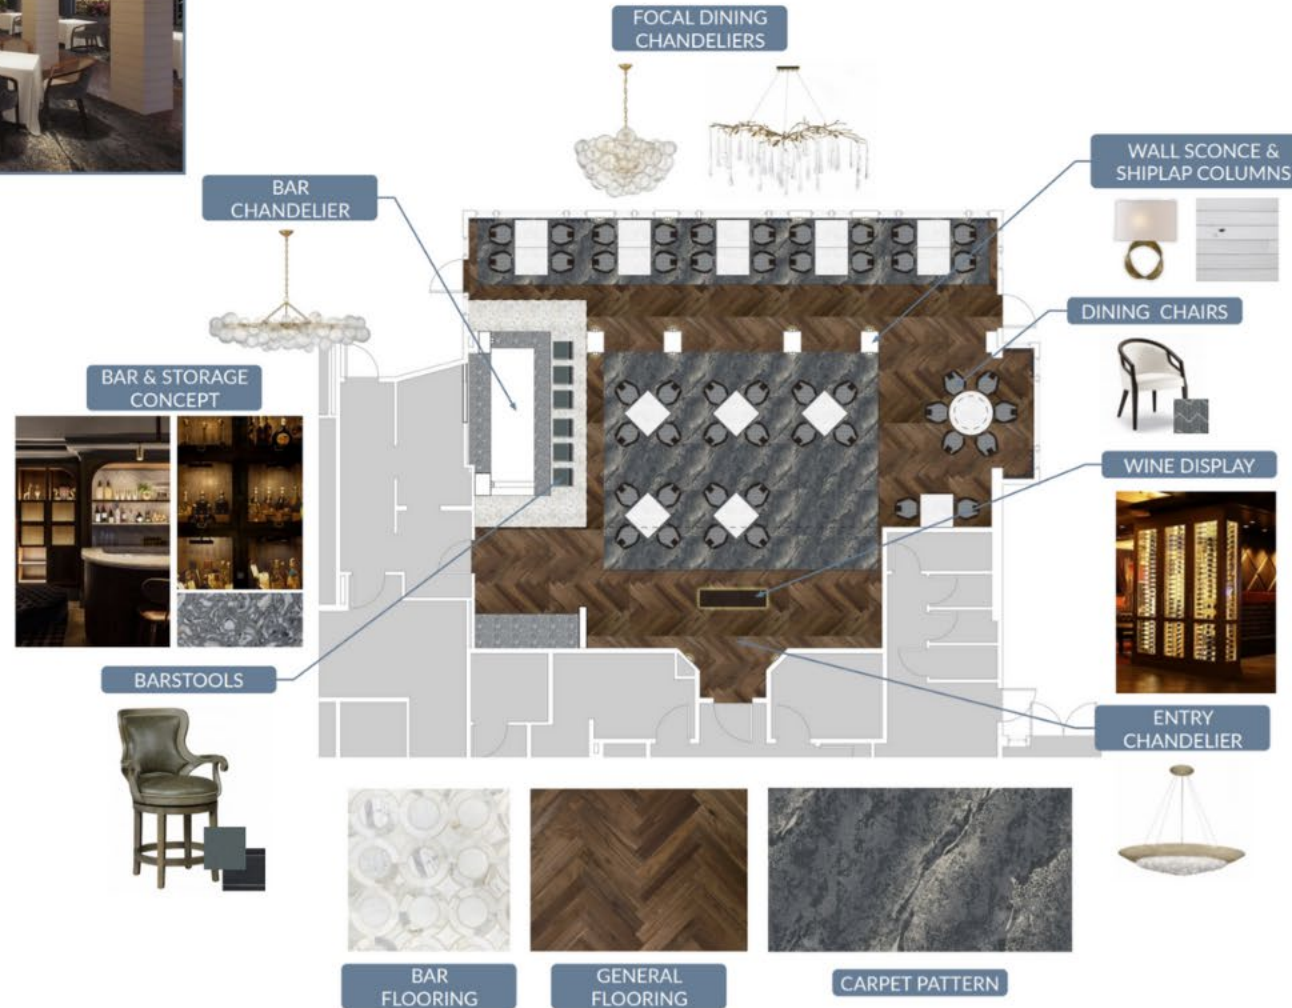 FOCAL DINING
CHANDELIERS
WALL SCONCE &
SHIPLAP COLUMNS
BAR
CHANDELIER
DINING CHAIRS
BAR & STORAGE
CONCEPT
WINE DISPLAY
BARSTOOLS
ENTRY
CHANDELIER
BAR
FLOORING
GENERAL
FLOORING
CARPET PATTERN